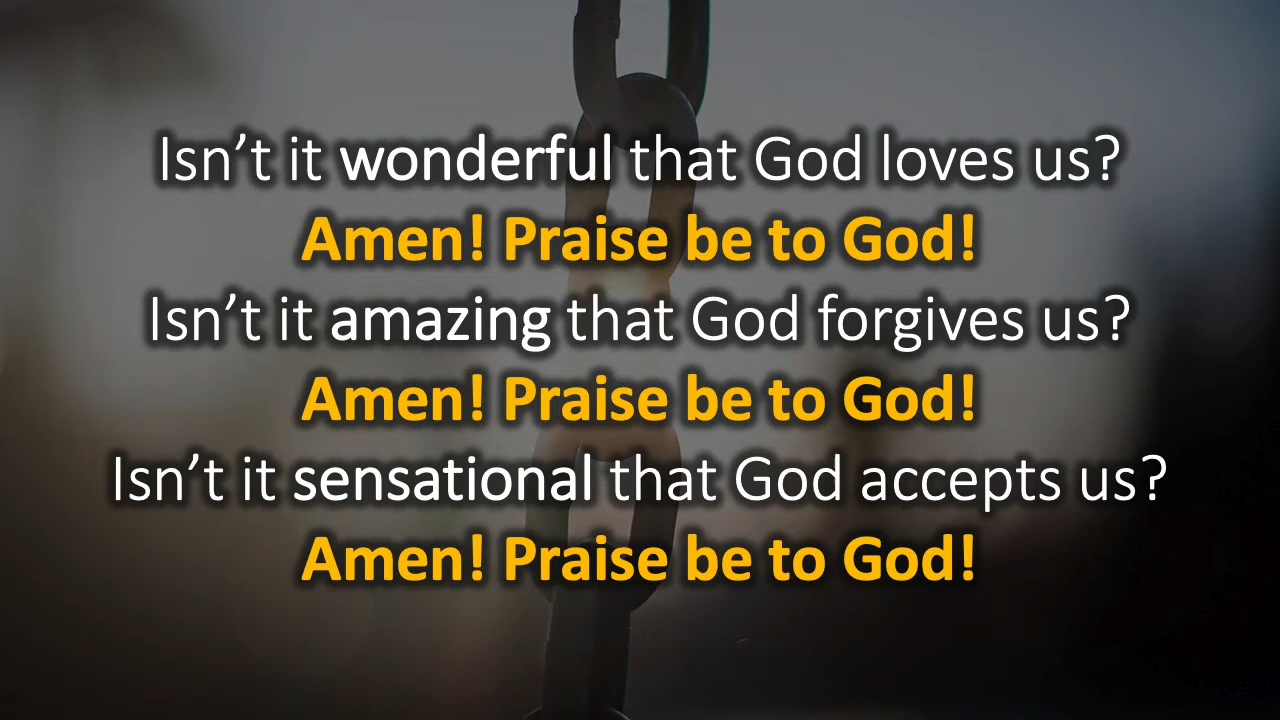 Isn’t it wonderful that God loves us?
Amen! Praise be to God!
Isn’t it amazing that God forgives us?
Amen! Praise be to God!
Isn’t it sensational that God accepts us?
Amen! Praise be to God!